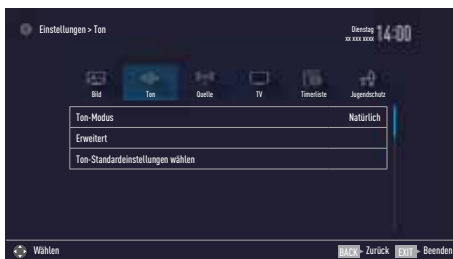 Einstellungen > Ton
Dienstag
xx xxx xxxx
14:00
Bild Ton Quelle TV Timerliste Jugendschutz
Ton-Modus Natürlich
Erweitert
Ton-Standardeinstellungen wählen
Wählen BACK Zurück EXIT Beenden